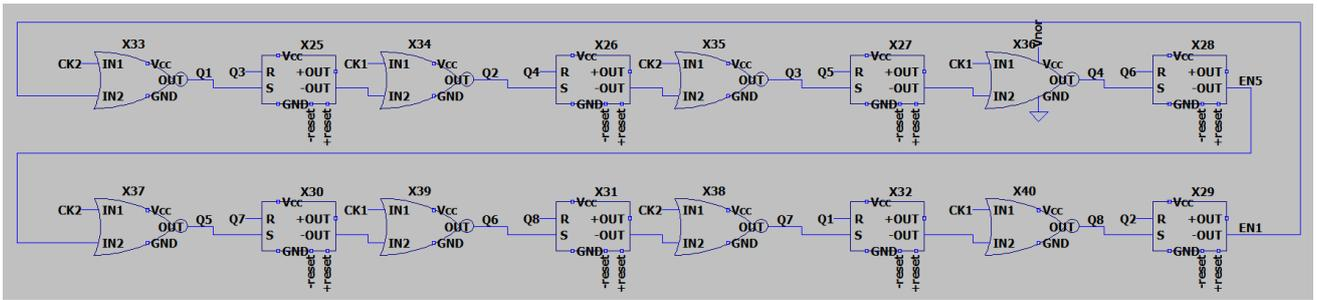 X33 X25 X34 X26 X35 X27 X36 Vnor X28
CK2 IN1 Vcc OUT Q1 Q3 R Vcc +OUT CK1 IN1 Vcc OUT Q2 Q4 R Vcc +OUT CK2 IN1 Vcc OUT Q3 Q5 R Vcc +OUT CK1 IN1 Vcc OUT Q4 Q6 R Vcc +OUT EN5
IN2 GND S -OUT IN2 GND S -OUT IN2 GND S -OUT IN2 GND S -OUT
GND GND GND GND
-reset +reset -reset +reset -reset +reset -reset +reset
X37 X30 X39 X31 X38 X32 X40 X29
CK2 IN1 Vcc OUT Q5 Q7 R Vcc +OUT CK1 IN1 Vcc OUT Q6 Q8 R Vcc +OUT CK2 IN1 Vcc OUT Q7 Q1 R Vcc +OUT CK1 IN1 Vcc OUT Q8 Q2 R Vcc +OUT EN1
IN2 GND S -OUT IN2 GND S -OUT IN2 GND S -OUT IN2 GND S -OUT
GND GND GND GND
-reset +reset -reset +reset -reset +reset -reset +reset